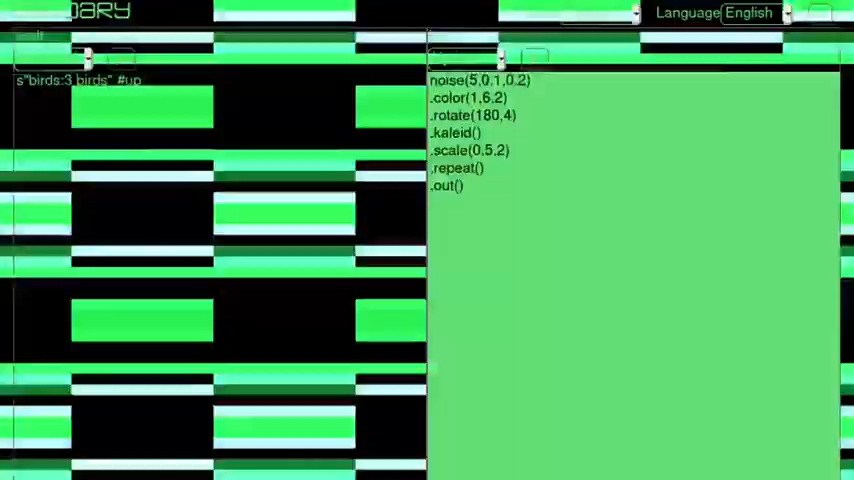 Language English
s"birds:3 birds" #up
noise(5,0,1,0.2)
.color(1,6,2)
.rotate(180,4)
.kaleid()
.scale(0.5,2)
.repeat()
.out()